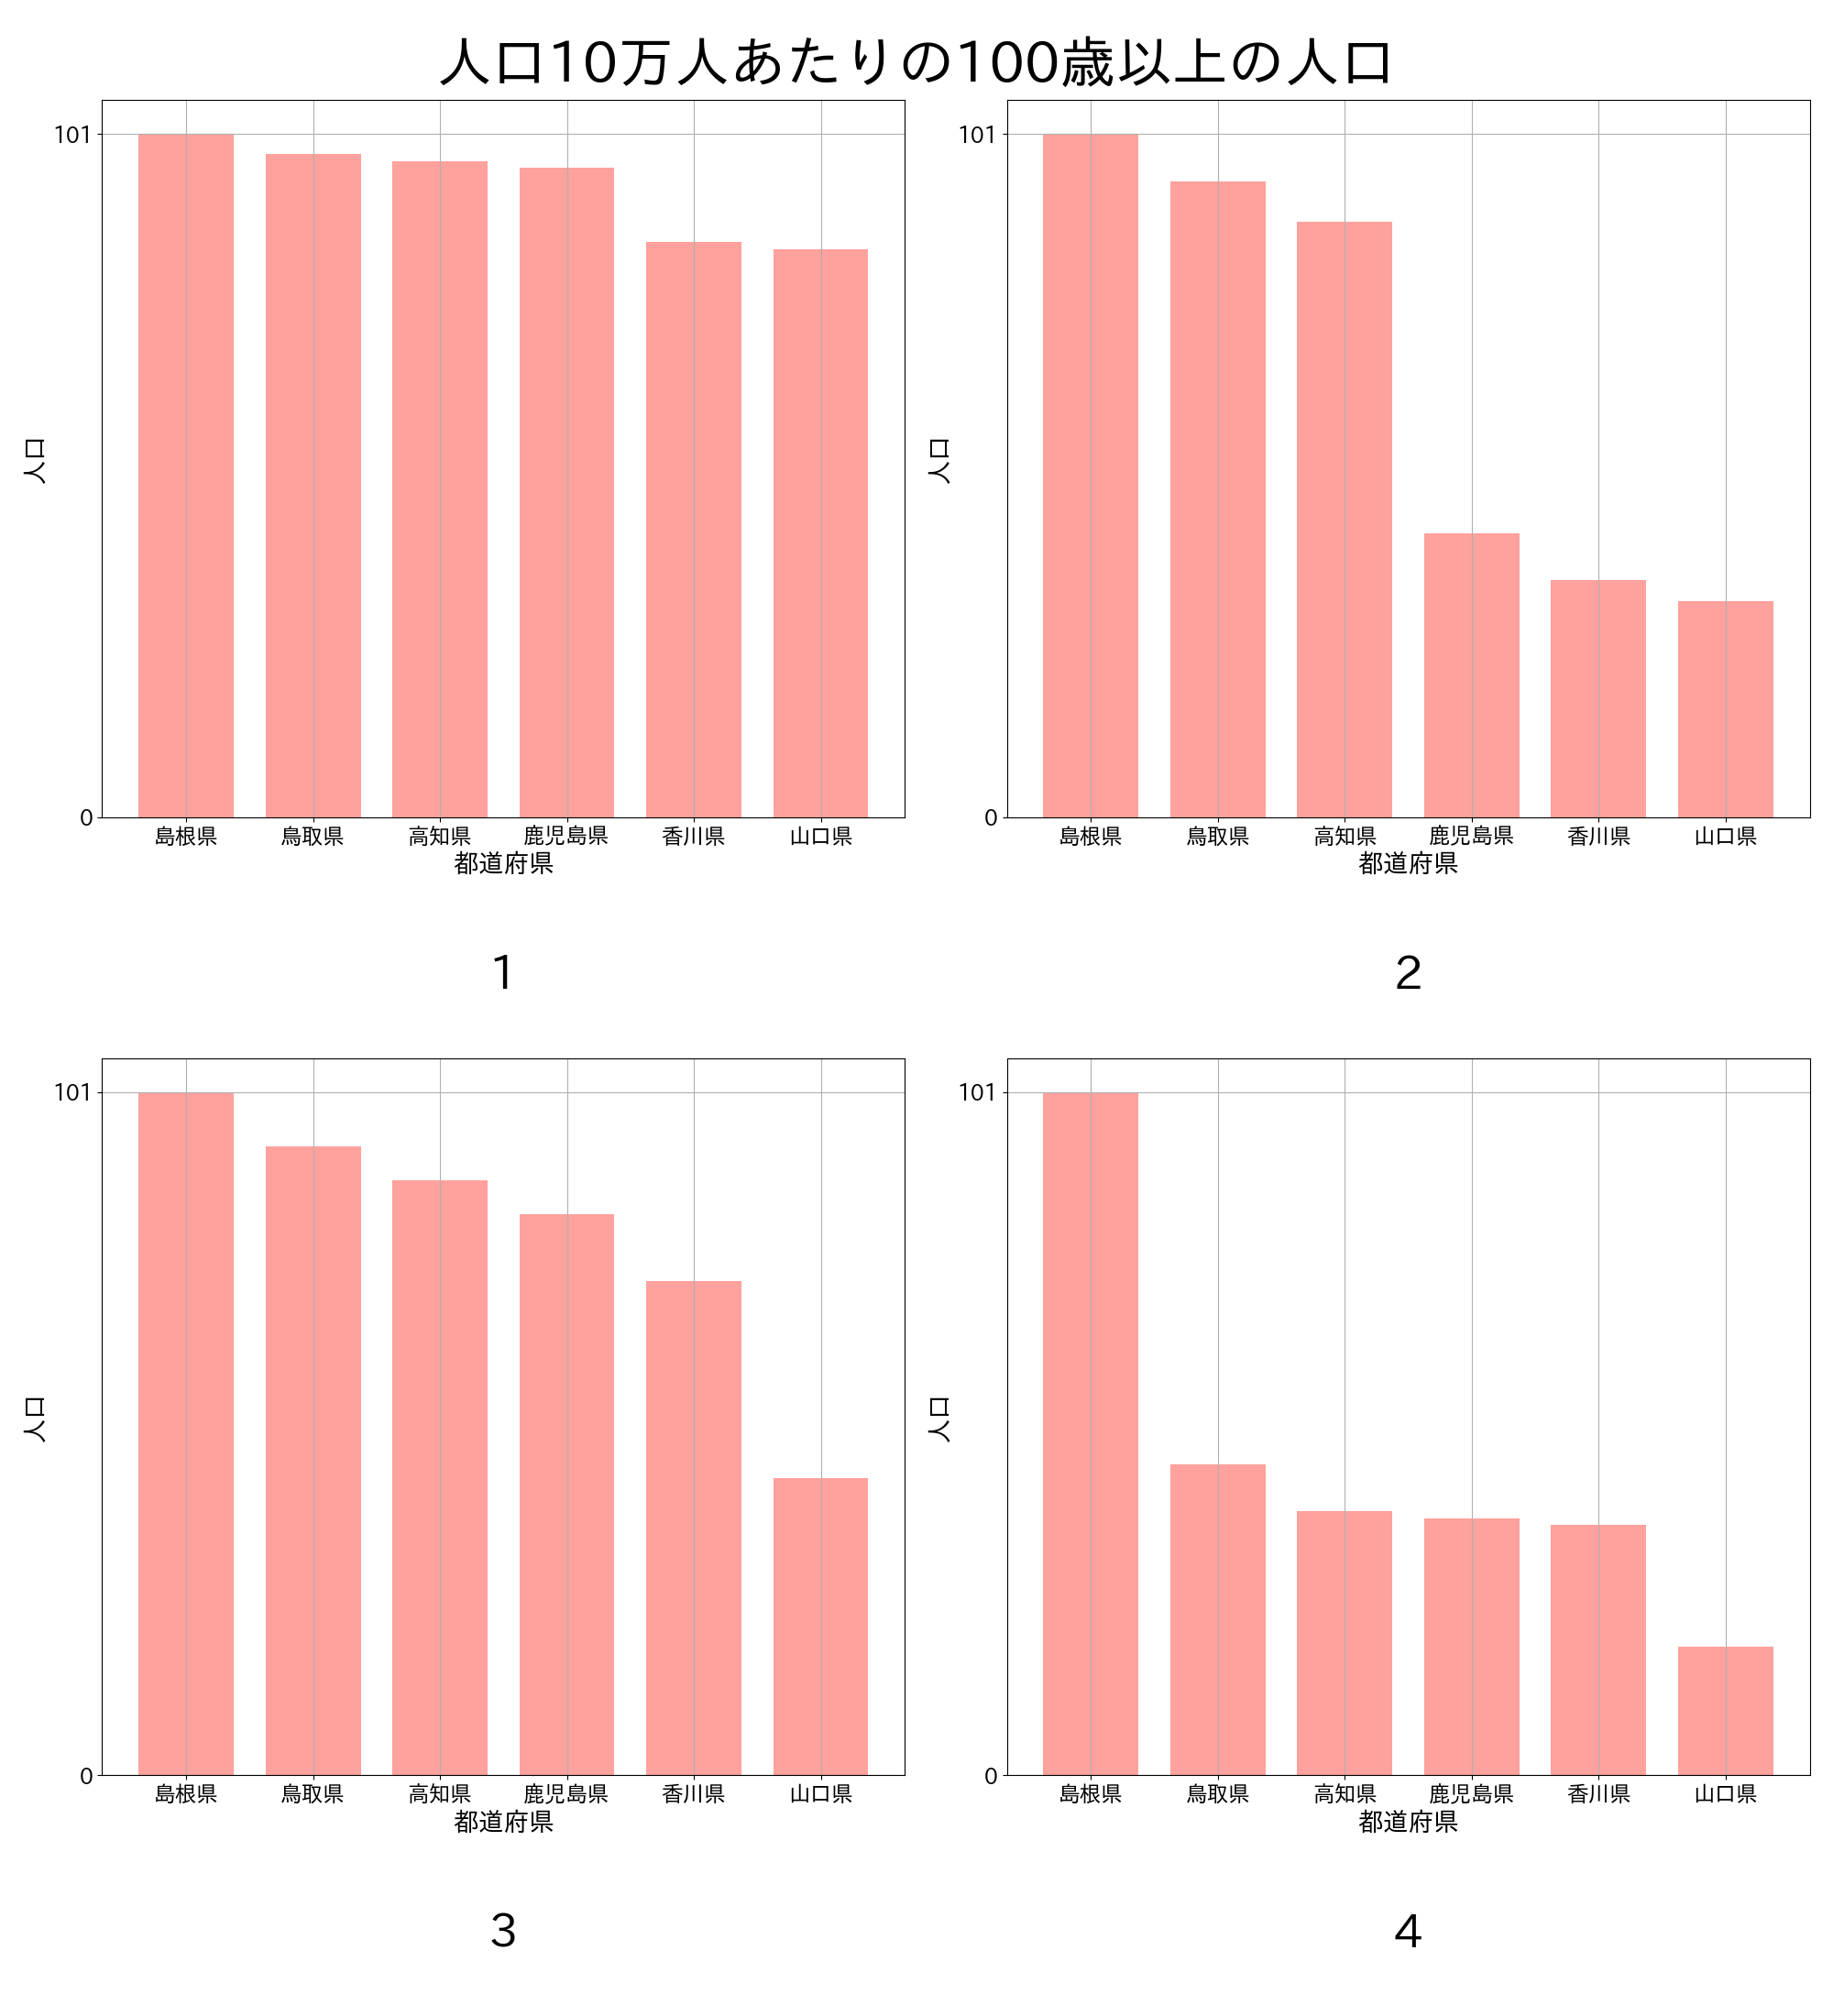 人口10万人あたりの100歳以上の人口
101
0
人口
島根県 鳥取県 高知県 鹿児島県 香川県 山口県
都道府県
1
101
0
人口
島根県 鳥取県 高知県 鹿児島県 香川県 山口県
都道府県
2
101
0
人口
島根県 鳥取県 高知県 鹿児島県 香川県 山口県
都道府県
3
101
0
人口
島根県 鳥取県 高知県 鹿児島県 香川県 山口県
都道府県
4